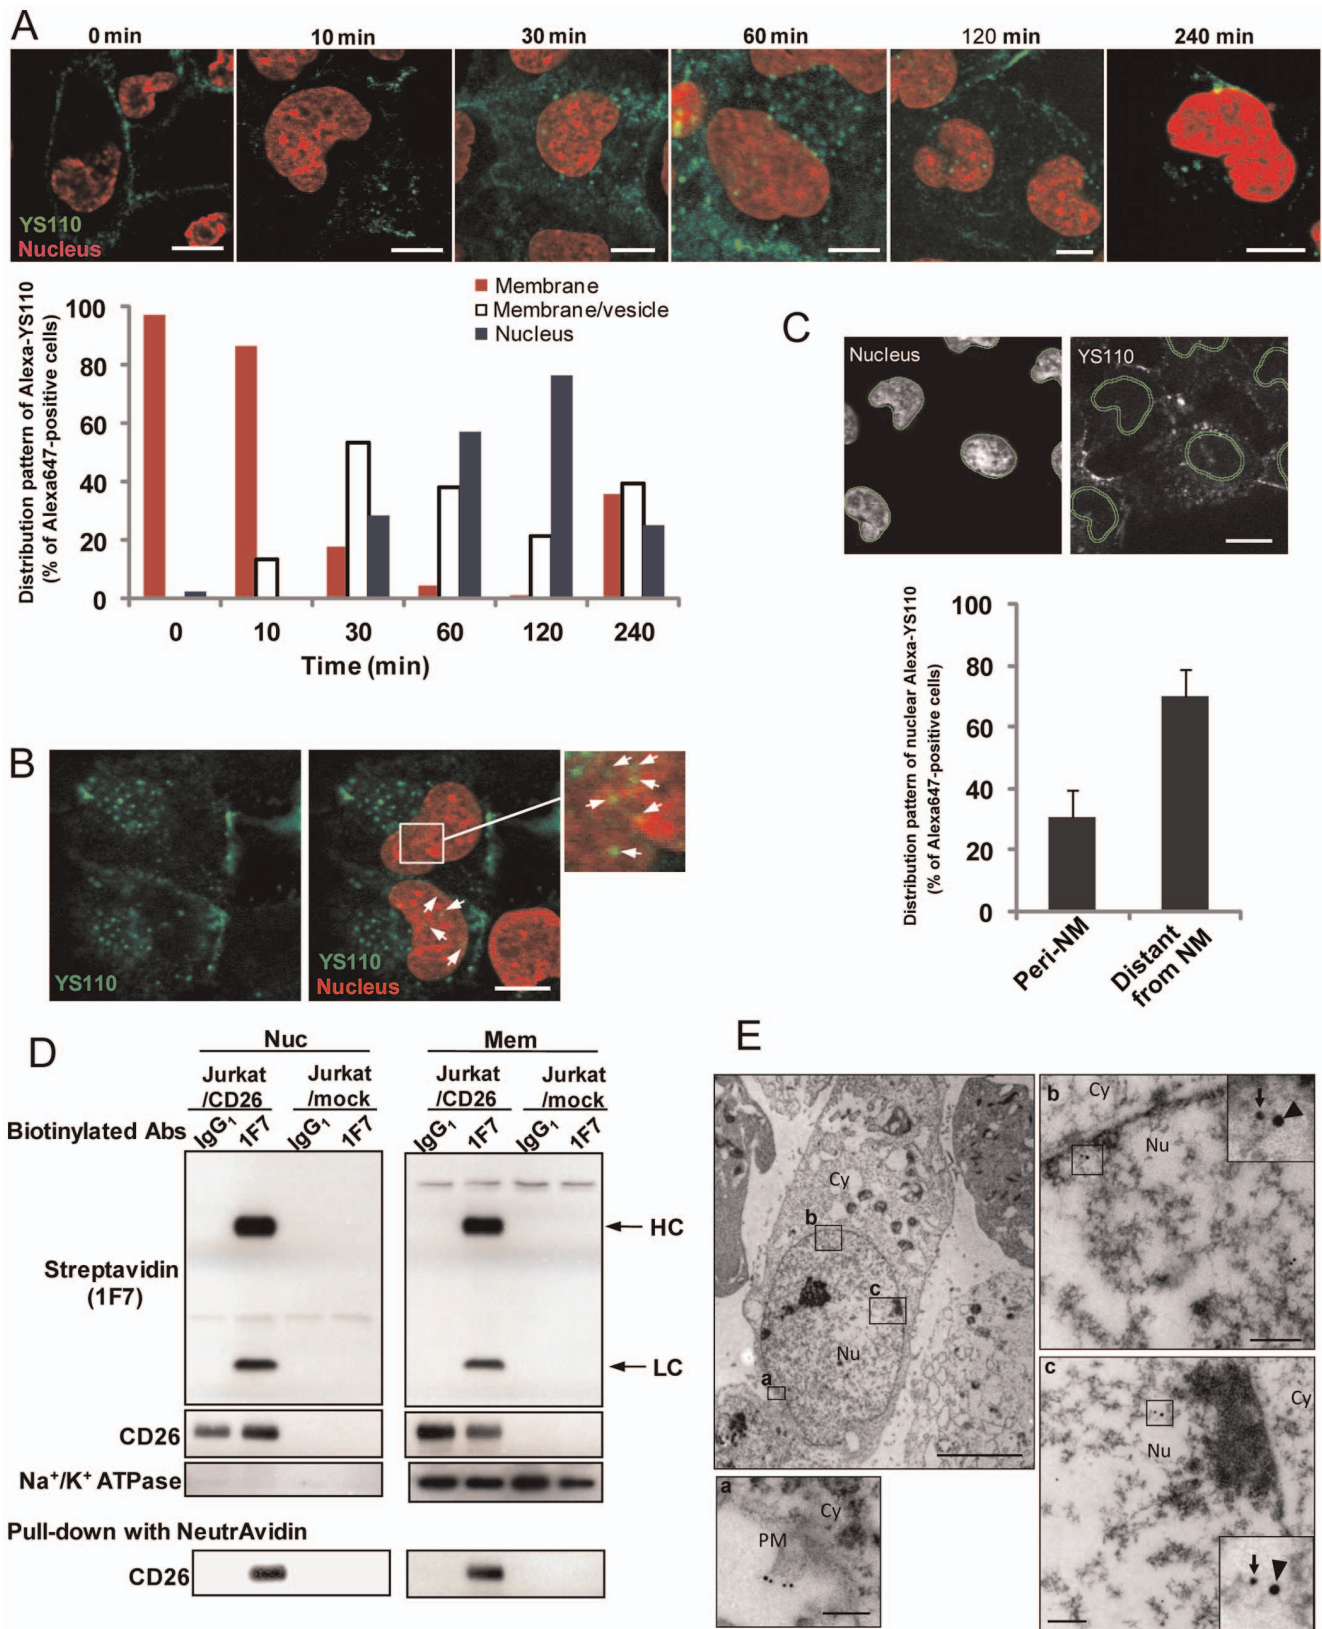 A
0 min
10 min
30 min
60 min
120 min
240 min
YS110
Nucleus
Distribution pattern of Alexa-YS110
(% of Alexa647-positive cells)
100
80
60
40
20
0
Membrane
Membrane/vesicle
Nucleus
0
10
30
60
120
240
Time (min)
B
YS110
YS110
Nucleus
C
Nucleus
YS110
Distribution pattern of nuclear Alexa-YS110
(% of Alexa647-positive cells)
100
80
60
40
20
0
Peri-NM
Distant
from NM
D
Nuc
Mem
Jurkat
/CD26
Jurkat
/mock
Jurkat
/CD26
Jurkat
/mock
Biotinylated Abs
IgG₁
1F7
IgG₁
1F7
IgG₁
1F7
IgG₁
1F7
Streptavidin
(1F7)
HC
LC
CD26
Na⁺/K⁺ ATPase
Pull-down with NeutrAvidin
CD26
E
Cy
b
c
Nu
a
a
Cy
PM
b
Cy
Nu
c
Cy
Nu